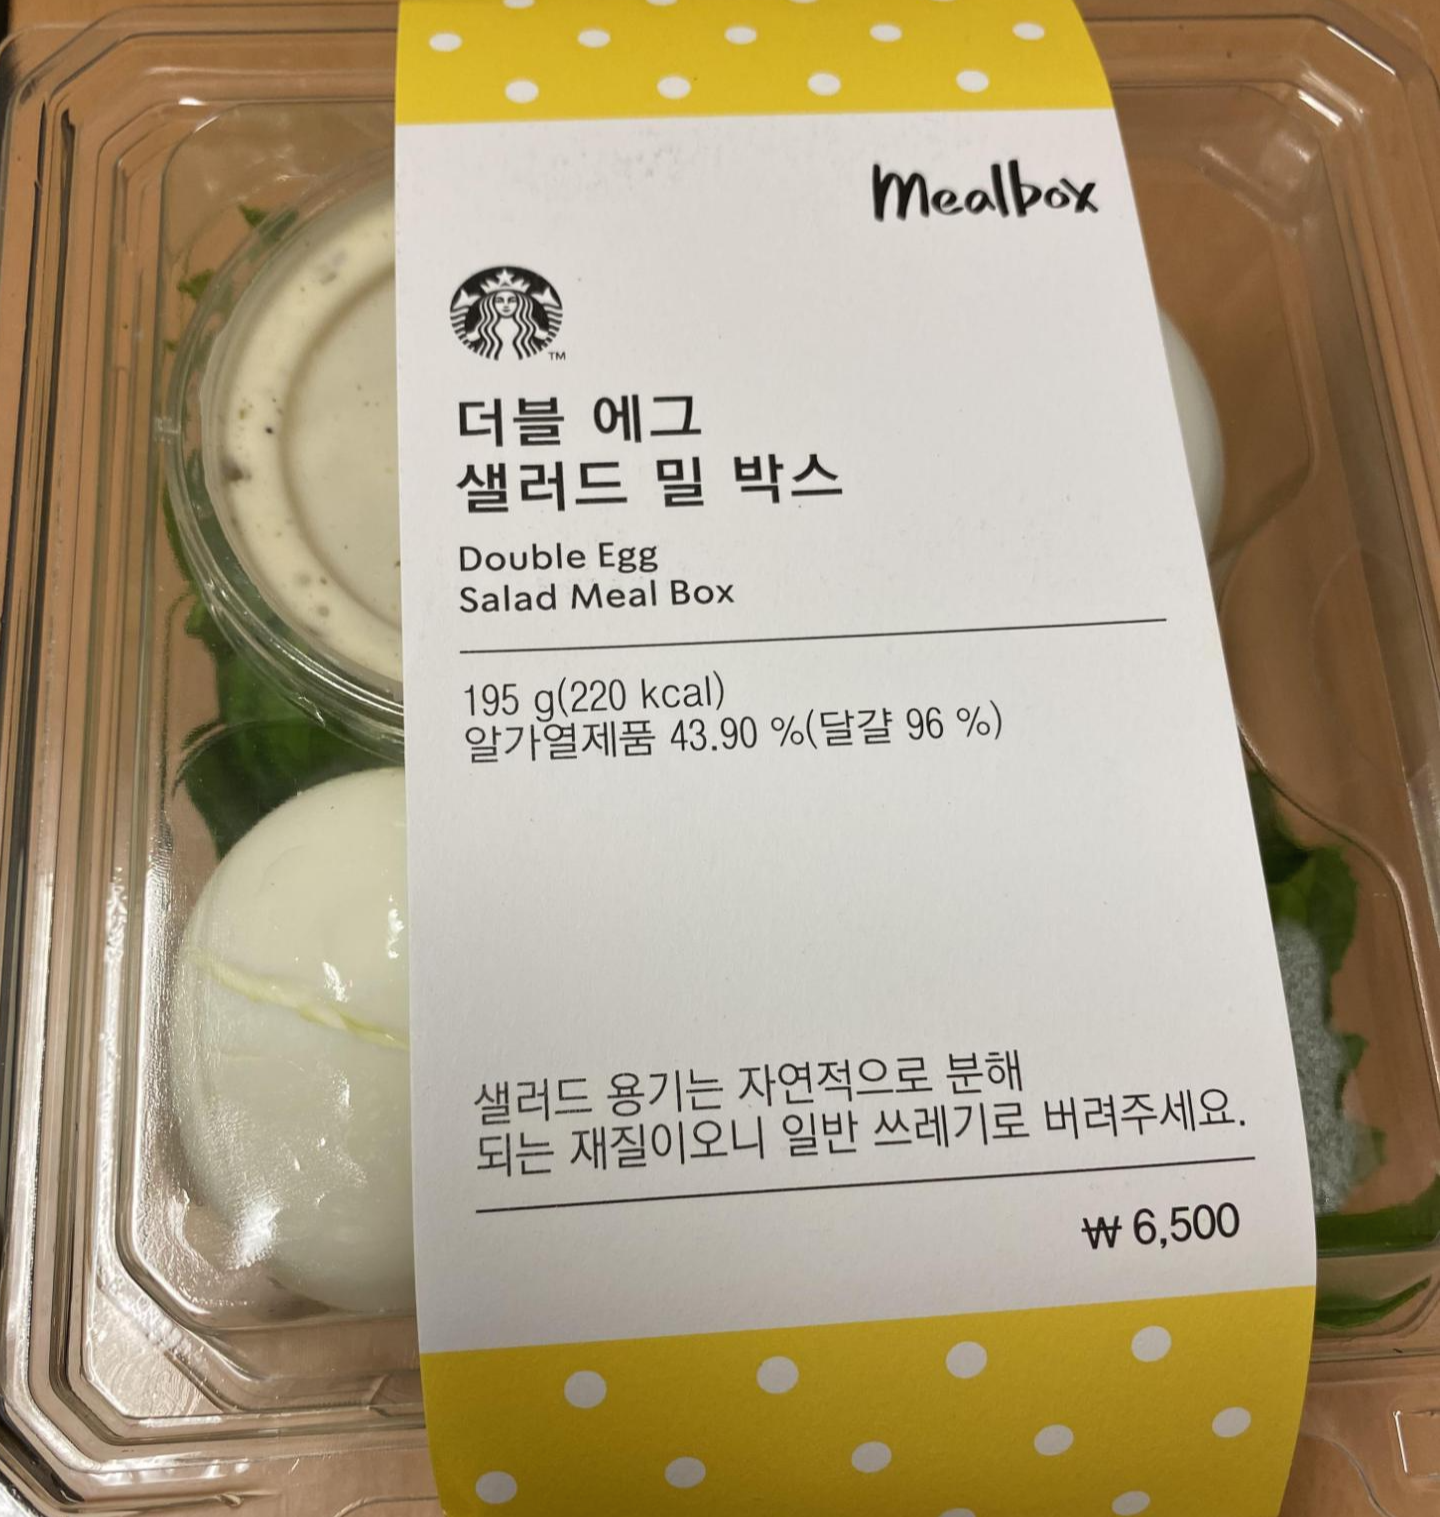 Mealbox
TM
더블 에그
샐러드 밀 박스
Double Egg
Salad Meal Box
195 g(220 kcal)
알가열제품 43.90 %(달걀 96 %)
샐러드 용기는 자연적으로 분해
되는 재질이오니 일반 쓰레기로 버려주세요.
₩ 6,500